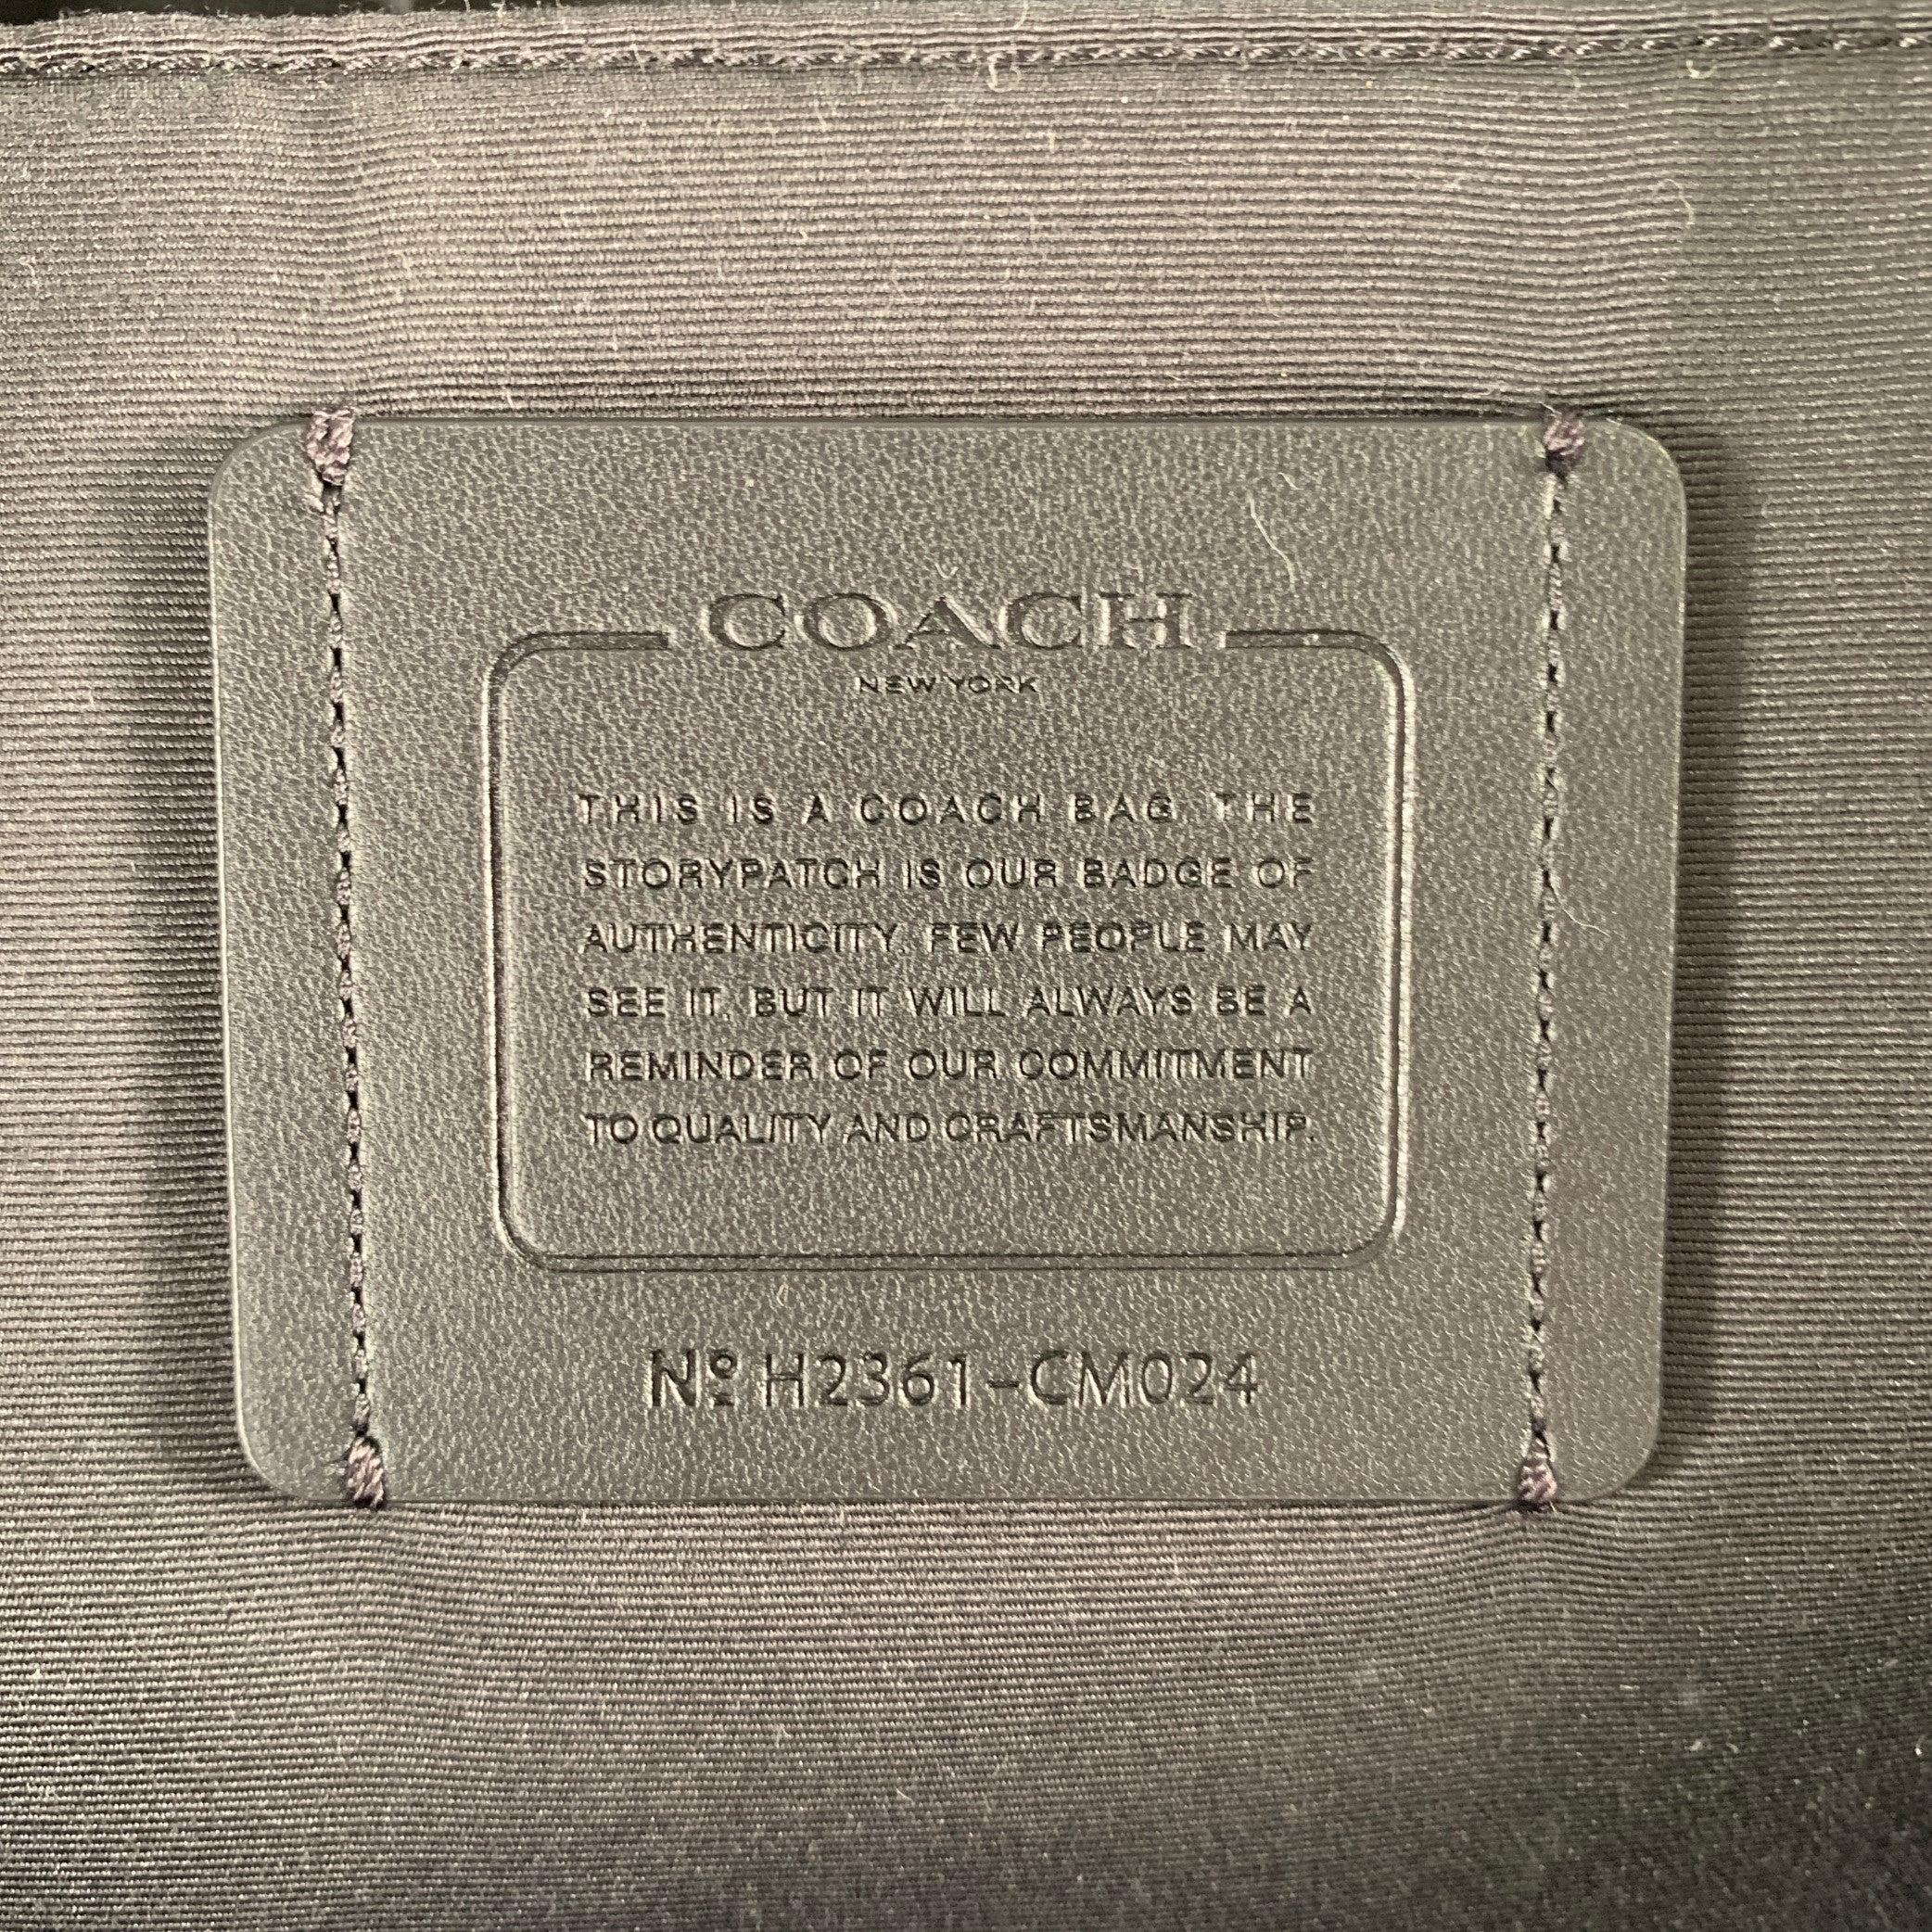 COACH
NEW YORK
THIS IS A COACH BAG. THE
STORYPATCH IS OUR BADGE OF
AUTHENTICITY. FEW PEOPLE MAY
SEE IT, BUT IT WILL ALWAYS BE A
REMINDER OF OUR COMMITMENT
TO QUALITY AND CRAFTSMANSHIP.
Nº H2361-CM024